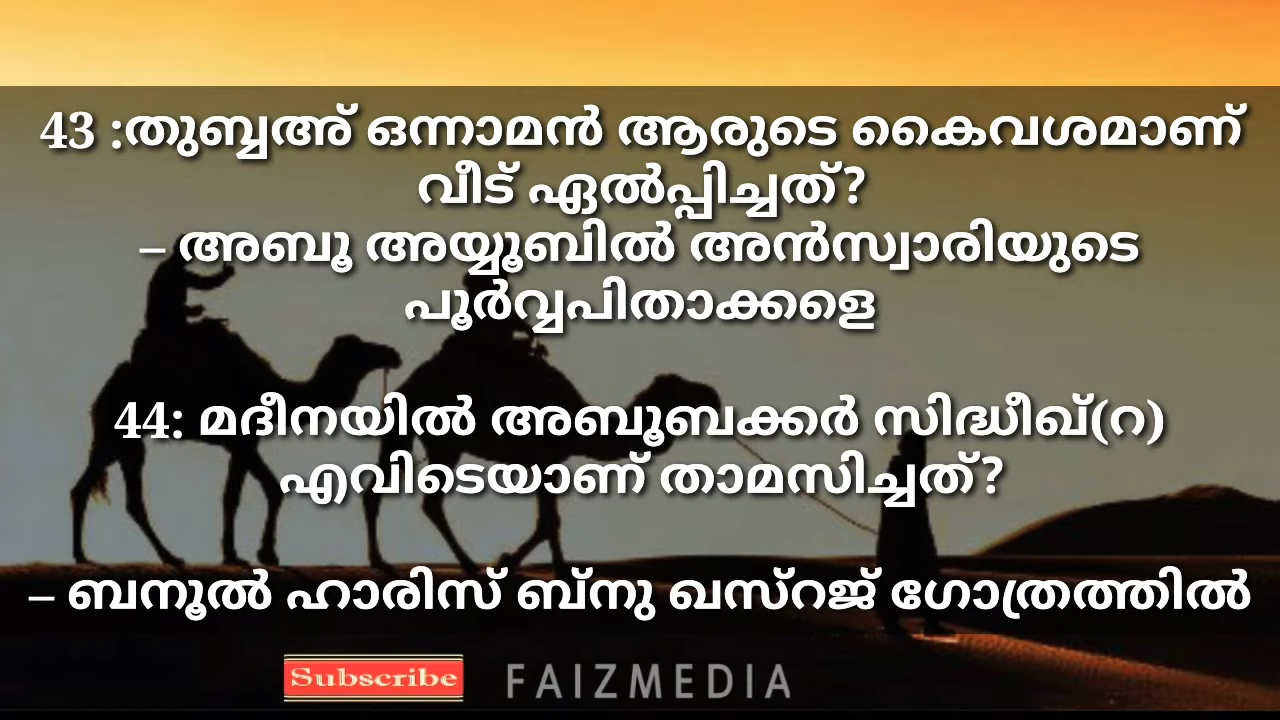 43 :തുബ്ബഅ് ഒന്നാമൻ ആരുടെ കൈവശമാണ്
വീട് ഏൽപ്പിച്ചത്?
– അബൂ അയ്യൂബിൽ അൻസ്വാരിയുടെ
പൂർവ്വപിതാക്കളെ
44: മദീനയിൽ അബൂബക്കർ സിദ്ധീഖ്(റ)
എവിടെയാണ് താമസിച്ചത്?
– ബനൂൽ ഹാരിസ് ബ്നു ഖസ്റജ് ഗോത്രത്തിൽ
Subscribe FAIZMEDIA